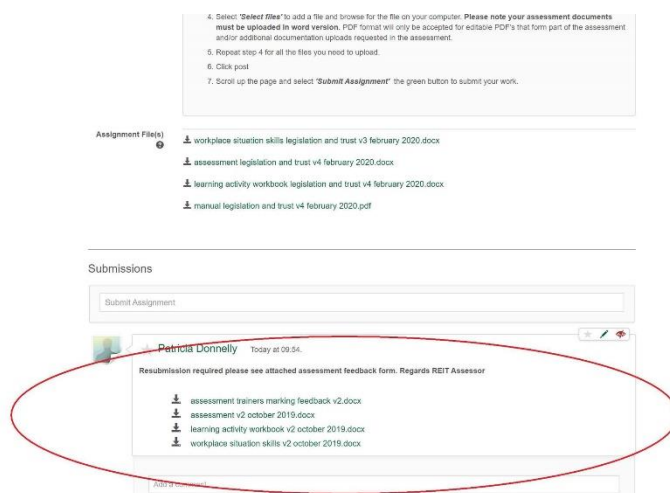 4. Select 'Select files' to add a file and browse for the file on your computer. Please note your assessment documents
must be uploaded in word version. PDF format will only be accepted for editable PDF's that form part of the assessment
and/or additional documentation uploads requested in the assessment.
5. Repeat step 4 for all the files you need to upload.
6. Click post
7. Scroll up the page and select 'Submit Assignment' the green button to submit your work.
Assignment File(s)
workplace situation skills legislation and trust v3 february 2020.docx
assessment legislation and trust v4 february 2020.docx
learning activity workbook legislation and trust v4 february 2020.docx
manual legislation and trust v4 february 2020.pdf
Submissions
Submit Assignment
Patricia Donnelly Today at 09:54.
Resubmission required please see attached assessment feedback form. Regards REIT Assessor
assessment trainers marking feedback v2.docx
assessment v2 october 2019.docx
learning activity workbook v2 october 2019.docx
workplace situation skills v2 october 2019.docx
Add a comment